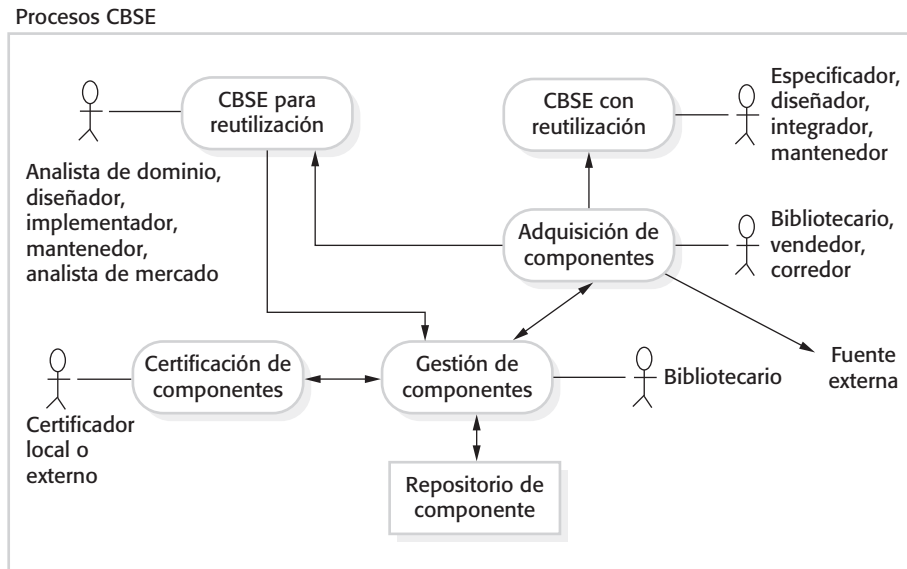 Procesos CBSE
CBSE para
reutilización
Analista de dominio,
diseñador,
implementador,
mantenedor,
analista de mercado
CBSE con
reutilización
Especificador,
diseñador,
integrador,
mantenedor
Adquisición de
componentes
Bibliotecario,
vendedor,
corredor
Certificación de
componentes
Certificador
local o
externo
Gestión de
componentes
Bibliotecario
Fuente
externa
Repositorio de
componente